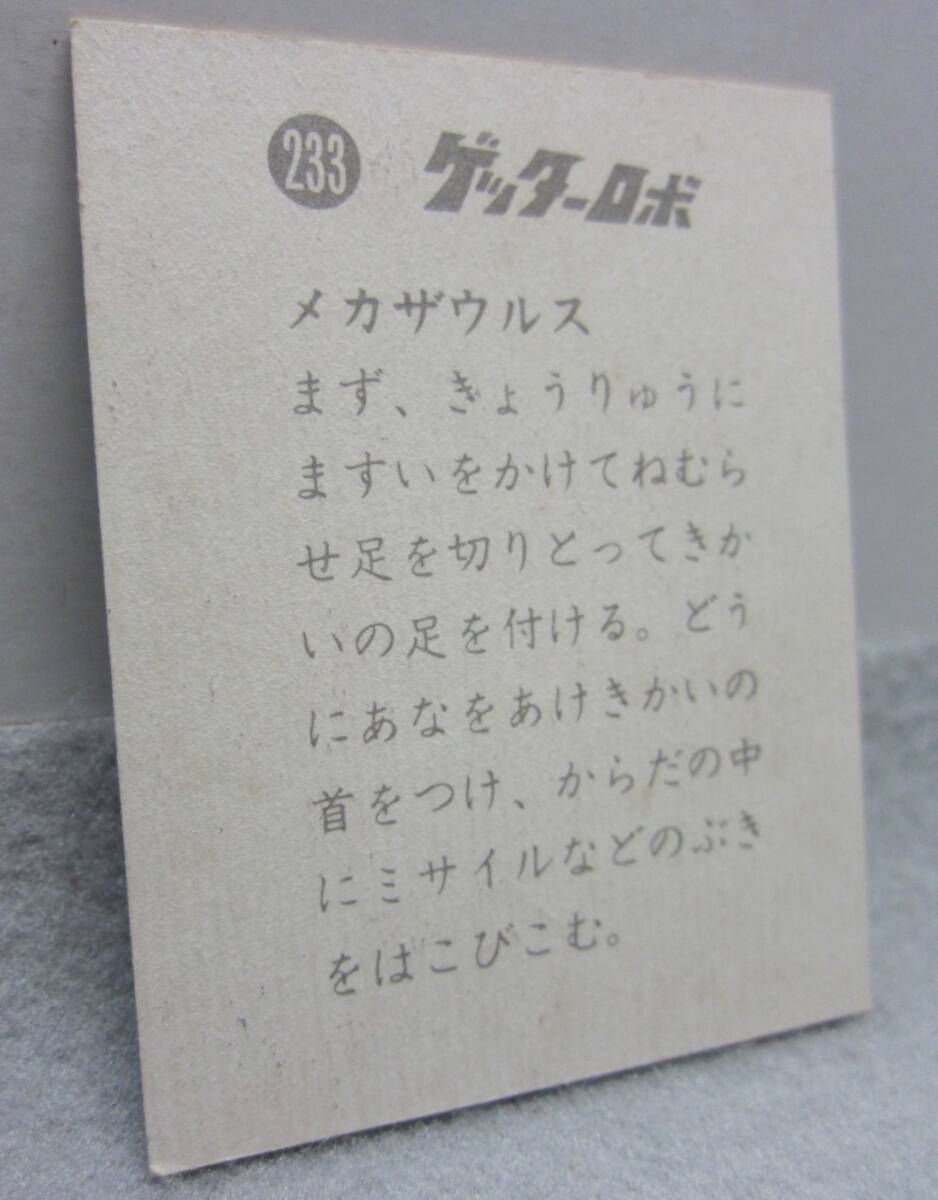 233 ゲッターロボ
メカザウルス
まず、きょうりゅうに
ますいをかけてねむら
せ足を切りとってきか
いの足を付ける。どう
にあなをあけきかいの
首をつけ、からだの中
にミサイルなどのぶき
をはこびこむ。